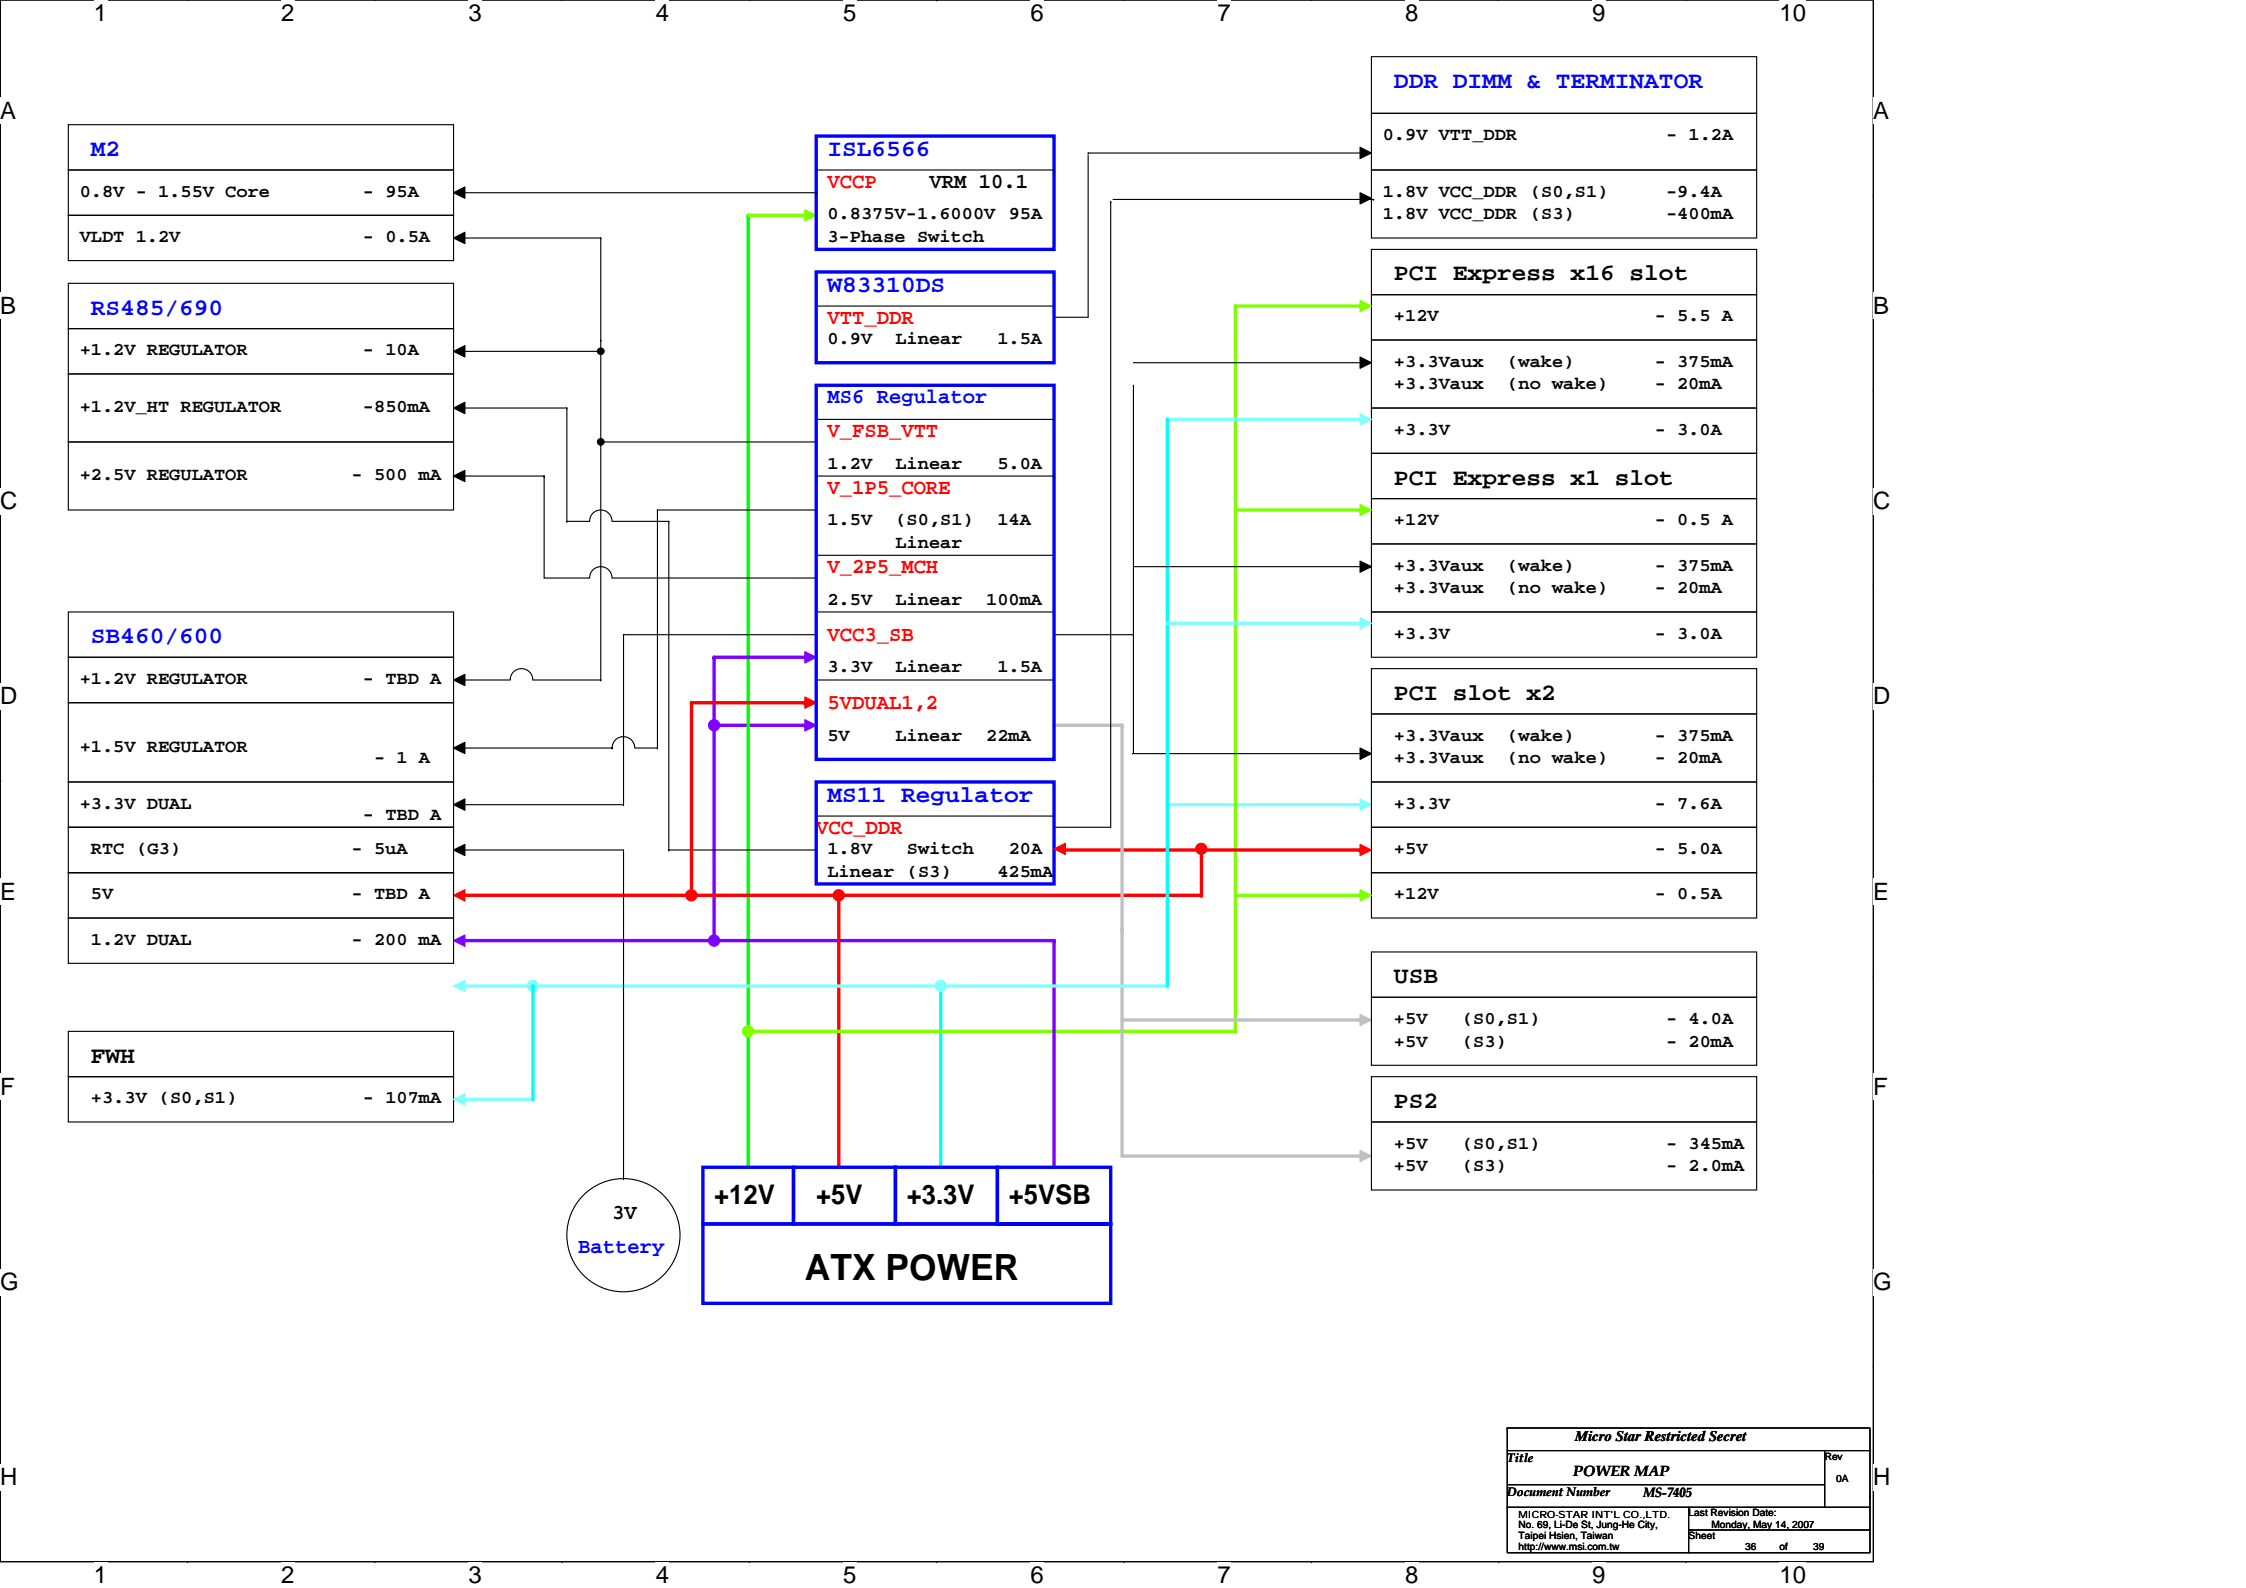 1 2 3 4 5 6 7 8 9 10
A
B
C
D
E
F
G
H
M2
0.8V - 1.55V Core - 95A
VLDT 1.2V - 0.5A
RS485/690
+1.2V REGULATOR - 10A
+1.2V_HT REGULATOR -850mA
+2.5V REGULATOR - 500 mA
SB460/600
+1.2V REGULATOR - TBD A
+1.5V REGULATOR - 1 A
+3.3V DUAL - TBD A
RTC (G3) - 5uA
5V - TBD A
1.2V DUAL - 200 mA
FWH
+3.3V (S0,S1) - 107mA
3V
Battery
ISL6566
VCCP VRM 10.1
0.8375V-1.6000V 95A
3-Phase Switch
W83310DS
VTT_DDR
0.9V Linear 1.5A
MS6 Regulator
V_FSB_VTT
1.2V Linear 5.0A
V_1P5_CORE
1.5V (S0,S1) 14A
Linear
V_2P5_MCH
2.5V Linear 100mA
VCC3_SB
3.3V Linear 1.5A
5VDUAL1,2
5V Linear 22mA
MS11 Regulator
VCC_DDR
1.8V Switch 20A
Linear (S3) 425mA
+12V +5V +3.3V +5VSB
ATX POWER
DDR DIMM & TERMINATOR
0.9V VTT_DDR - 1.2A
1.8V VCC_DDR (S0,S1) -9.4A
1.8V VCC_DDR (S3) -400mA
PCI Express x16 slot
+12V - 5.5 A
+3.3Vaux (wake) - 375mA
+3.3Vaux (no wake) - 20mA
+3.3V - 3.0A
PCI Express x1 slot
+12V - 0.5 A
+3.3Vaux (wake) - 375mA
+3.3Vaux (no wake) - 20mA
+3.3V - 3.0A
PCI slot x2
+3.3Vaux (wake) - 375mA
+3.3Vaux (no wake) - 20mA
+3.3V - 7.6A
+5V - 5.0A
+12V - 0.5A
USB
+5V (S0,S1) - 4.0A
+5V (S3) - 20mA
PS2
+5V (S0,S1) - 345mA
+5V (S3) - 2.0mA
A
B
C
D
E
F
G
H
Micro Star Restricted Secret
Title
POWER MAP
Rev
0A
Document Number MS-7405
MICRO-STAR INT'L CO.,LTD.
No. 69, Li-De St, Jung-He City,
Taipei Hsien, Taiwan
http://www.msi.com.tw
Last Revision Date:
Monday, May 14, 2007
Sheet
36 of 39
1 2 3 4 5 6 7 8 9 10